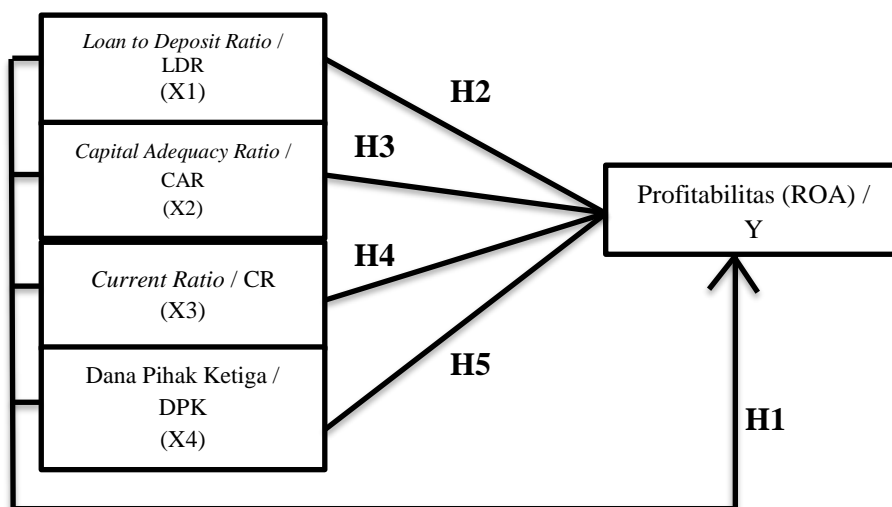 Loan to Deposit Ratio /
LDR
(X1)
Capital Adequacy Ratio /
CAR
(X2)
Current Ratio / CR
(X3)
Dana Pihak Ketiga /
DPK
(X4)
H2
H3
H4
H5
Profitabilitas (ROA) /
Y
H1